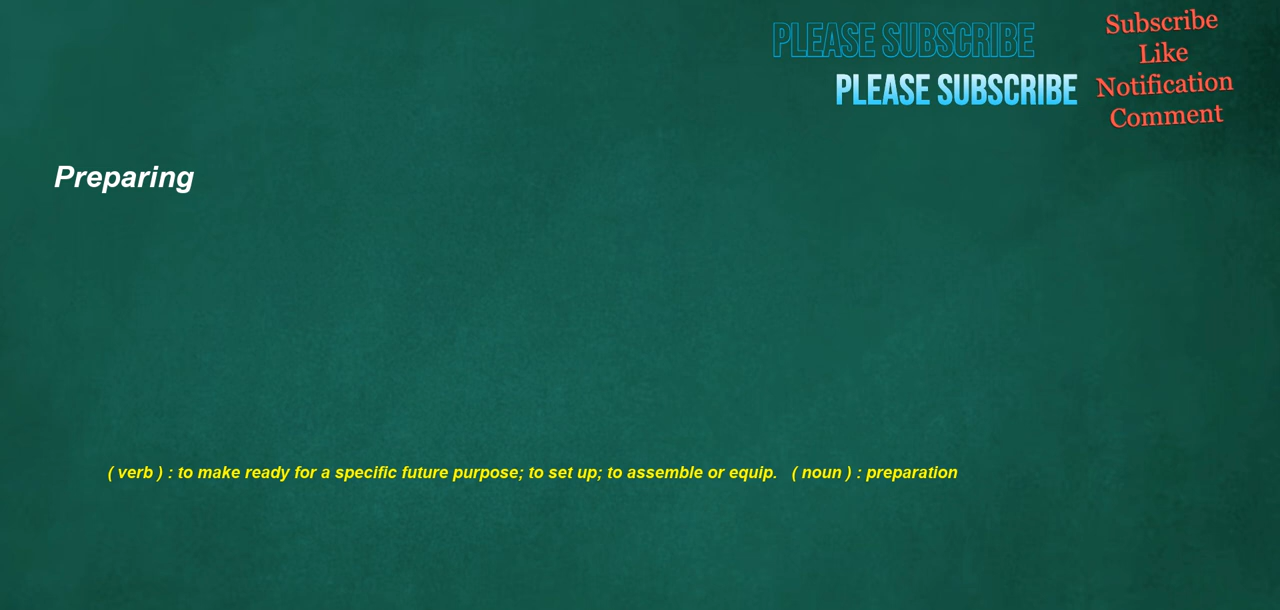 PLEASE SUBSCRIBE
PLEASE SUBSCRIBE
Subscribe
Like
Notification
Comment
Preparing
( verb ) : to make ready for a specific future purpose; to set up; to assemble or equip. ( noun ) : preparation